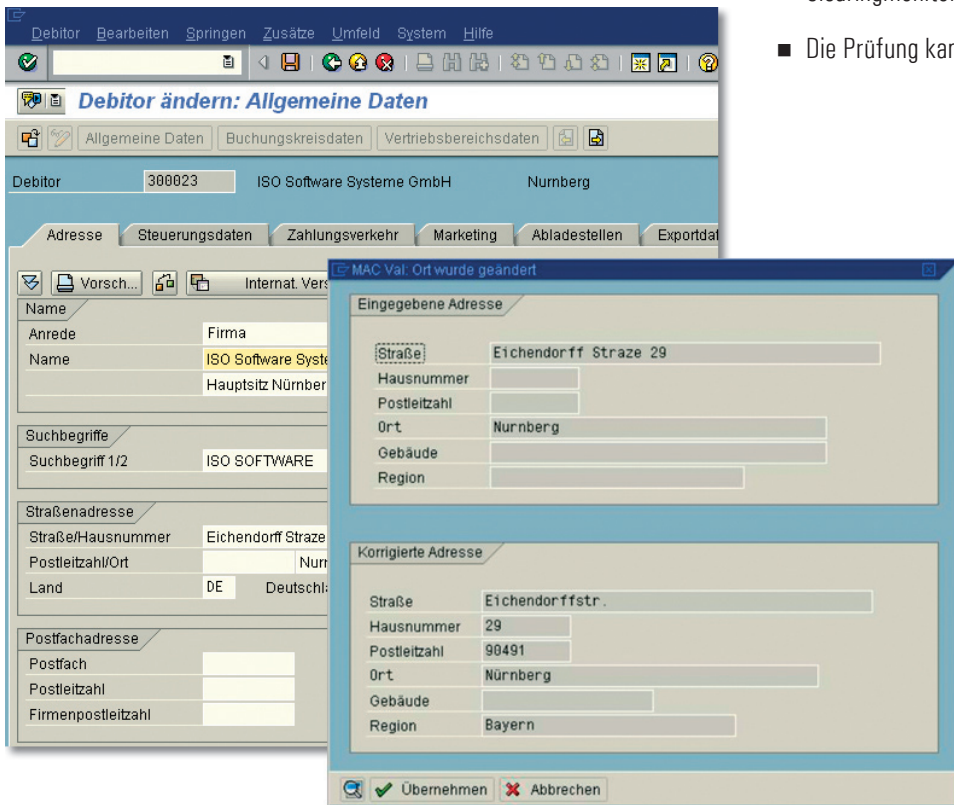 Debitor Bearbeiten Springen Zusätze Umfeld System Hilfe
Debitor ändern: Allgemeine Daten
Allgemeine Daten Buchungskreisdaten Vertriebsbereichsdaten
Debitor 300023 ISO Software Systeme GmbH Nurnberg
Adresse Steuerungsdaten Zahlungsverkehr Marketing Abladestellen
Vorsch... Internat.
Name
Anrede Firma
Name ISO Software
Hauptsitz
Suchbegriffe
Suchbegriff 1/2 ISO SOFTWARE
Straßenadresse
Straße/Hausnummer Eichendorff Straze
Postleitzahl/Ort
Land DE
Postfachadresse
Postfach
Postleitzahl
Firmenpostleitzahl
MAC Val: Ort wurde geändert
Eingegebene Adresse
Straße Eichendorff Straze 29
Hausnummer
Postleitzahl
Ort Nurnberg
Gebäude
Region
Korrigierte Adresse
Straße Eichendorffstr.
Hausnummer 29
Postleitzahl 90491
Ort Nürnberg
Gebäude
Region Bayern
Übernehmen Abbrechen
■ Die Prüfung